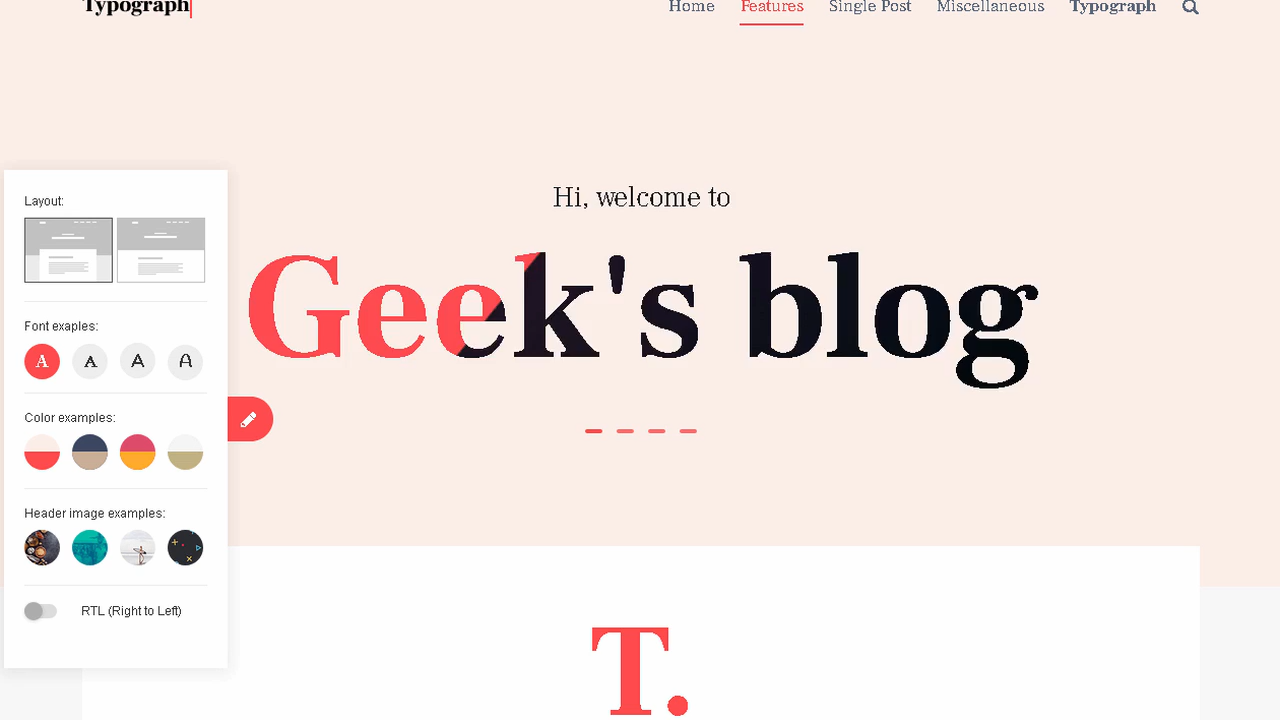 Typograph
Home Features Single Post Miscellaneous Typograph
Hi, welcome to
Geek's blog
Layout:
Font exaples:
A A A A
Color examples:
Header image examples:
RTL (Right to Left)
T.